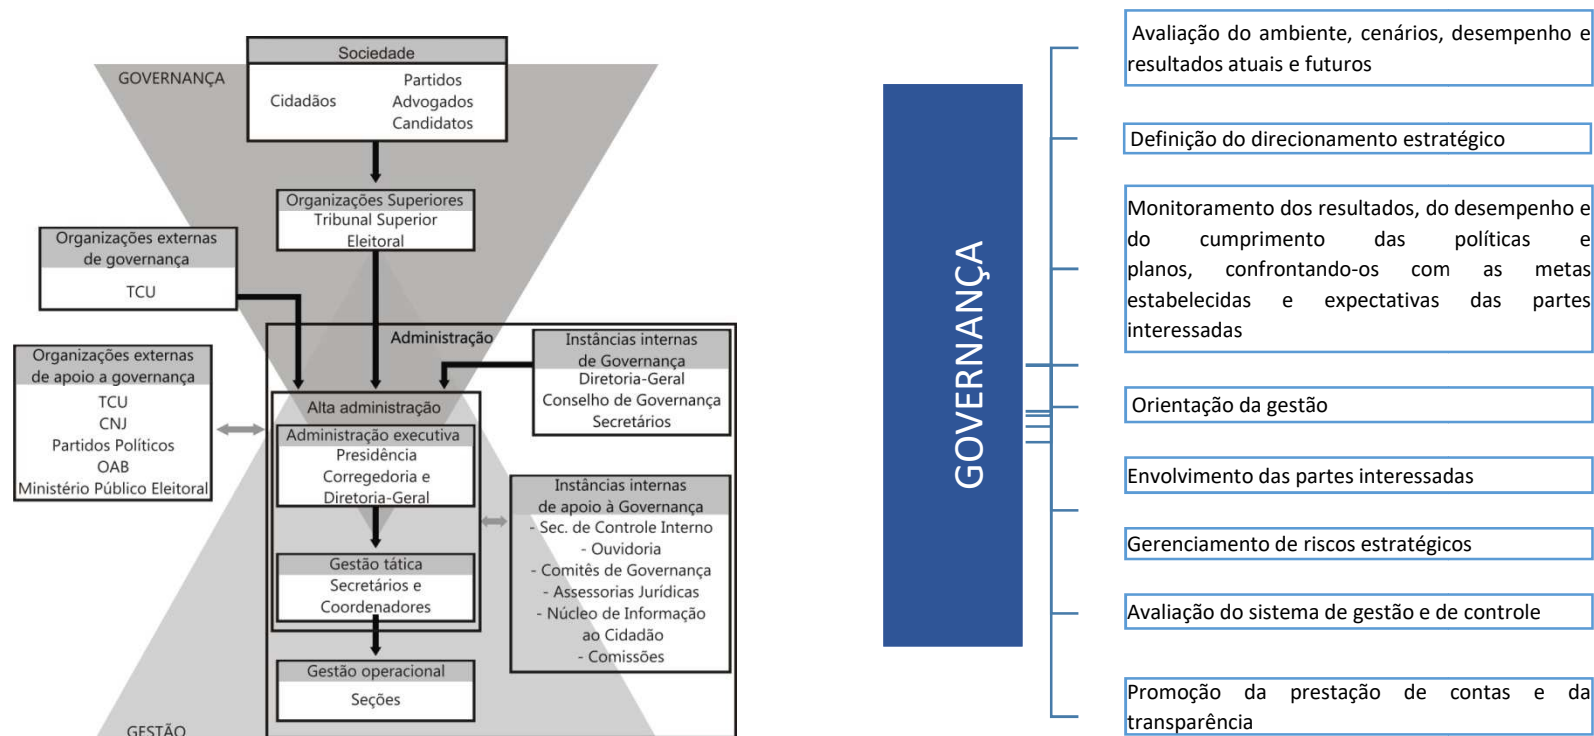 GOVERNANÇA
Sociedade
Cidadãos
Partidos
Advogados
Candidatos
Organizações Superiores
Tribunal Superior
Eleitoral
Organizações externas
de governança
TCU
Administração
Instâncias internas
de Governança
Diretoria-Geral
Conselho de Governança
Secretários
Organizações externas
de apoio a governança
TCU
CNJ
Partidos Políticos
OAB
Ministério Público Eleitoral
Alta administração
Administração executiva
Presidência
Corregedoria e
Diretoria-Geral
Instâncias internas
de apoio à Governança
- Sec. de Controle Interno
- Ouvidoria
- Comitês de Governança
- Assessorias Jurídicas
- Núcleo de Informação
ao Cidadão
- Comissões
Gestão tática
Secretários e
Coordenadores
Gestão operacional
Seções
GESTÃO
GOVERNANÇA
Avaliação do ambiente, cenários, desempenho e
resultados atuais e futuros
Definição do direcionamento estratégico
Monitoramento dos resultados, do desempenho e
do cumprimento das políticas e
planos, confrontando-os com as metas
estabelecidas e expectativas das partes
interessadas
Orientação da gestão
Envolvimento das partes interessadas
Gerenciamento de riscos estratégicos
Avaliação do sistema de gestão e de controle
Promoção da prestação de contas e da
transparência